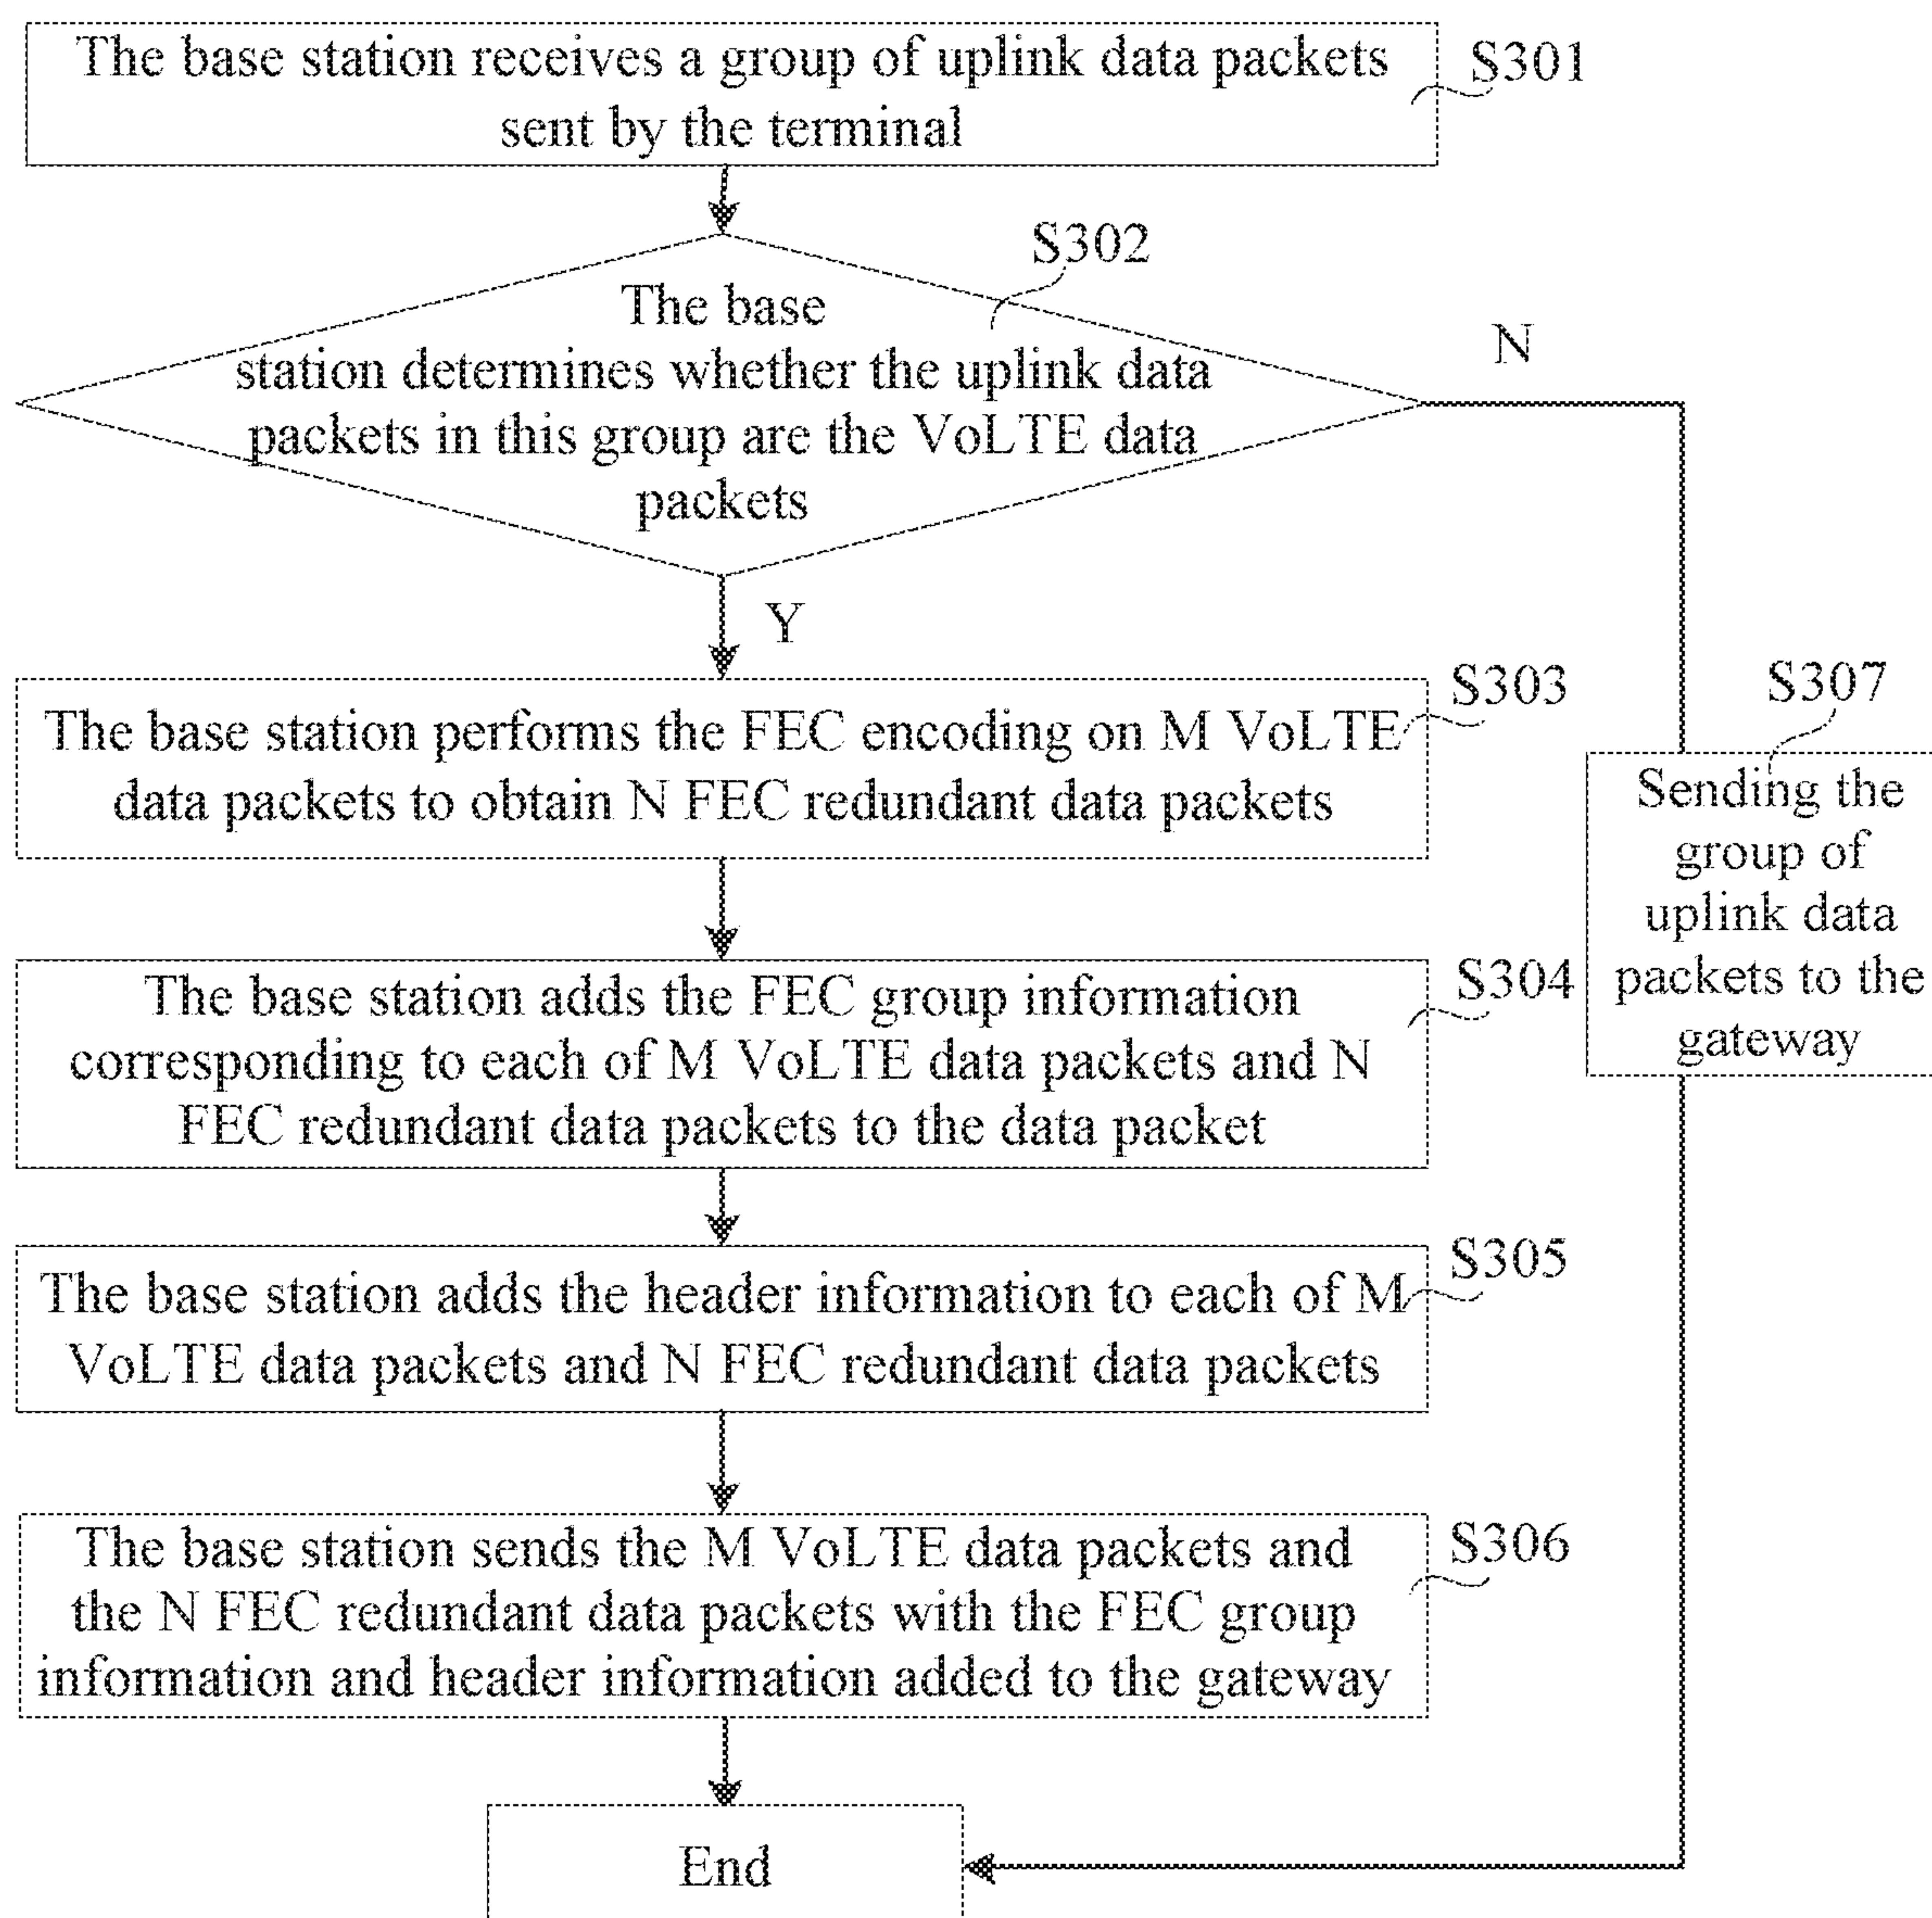 The base station receives a group of uplink data packets
sent by the terminal
S301
S302
The base
station determines whether the uplink data
packets in this group are the VoLTE data
packets
N
Y
S303
The base station performs the FEC encoding on M VoLTE
data packets to obtain N FEC redundant data packets
S307
Sending the
group of
uplink data
packets to the
gateway
S304
The base station adds the FEC group information
corresponding to each of M VoLTE data packets and N
FEC redundant data packets to the data packet
S305
The base station adds the header information to each of M
VoLTE data packets and N FEC redundant data packets
S306
The base station sends the M VoLTE data packets and
the N FEC redundant data packets with the FEC group
information and header information added to the gateway
End